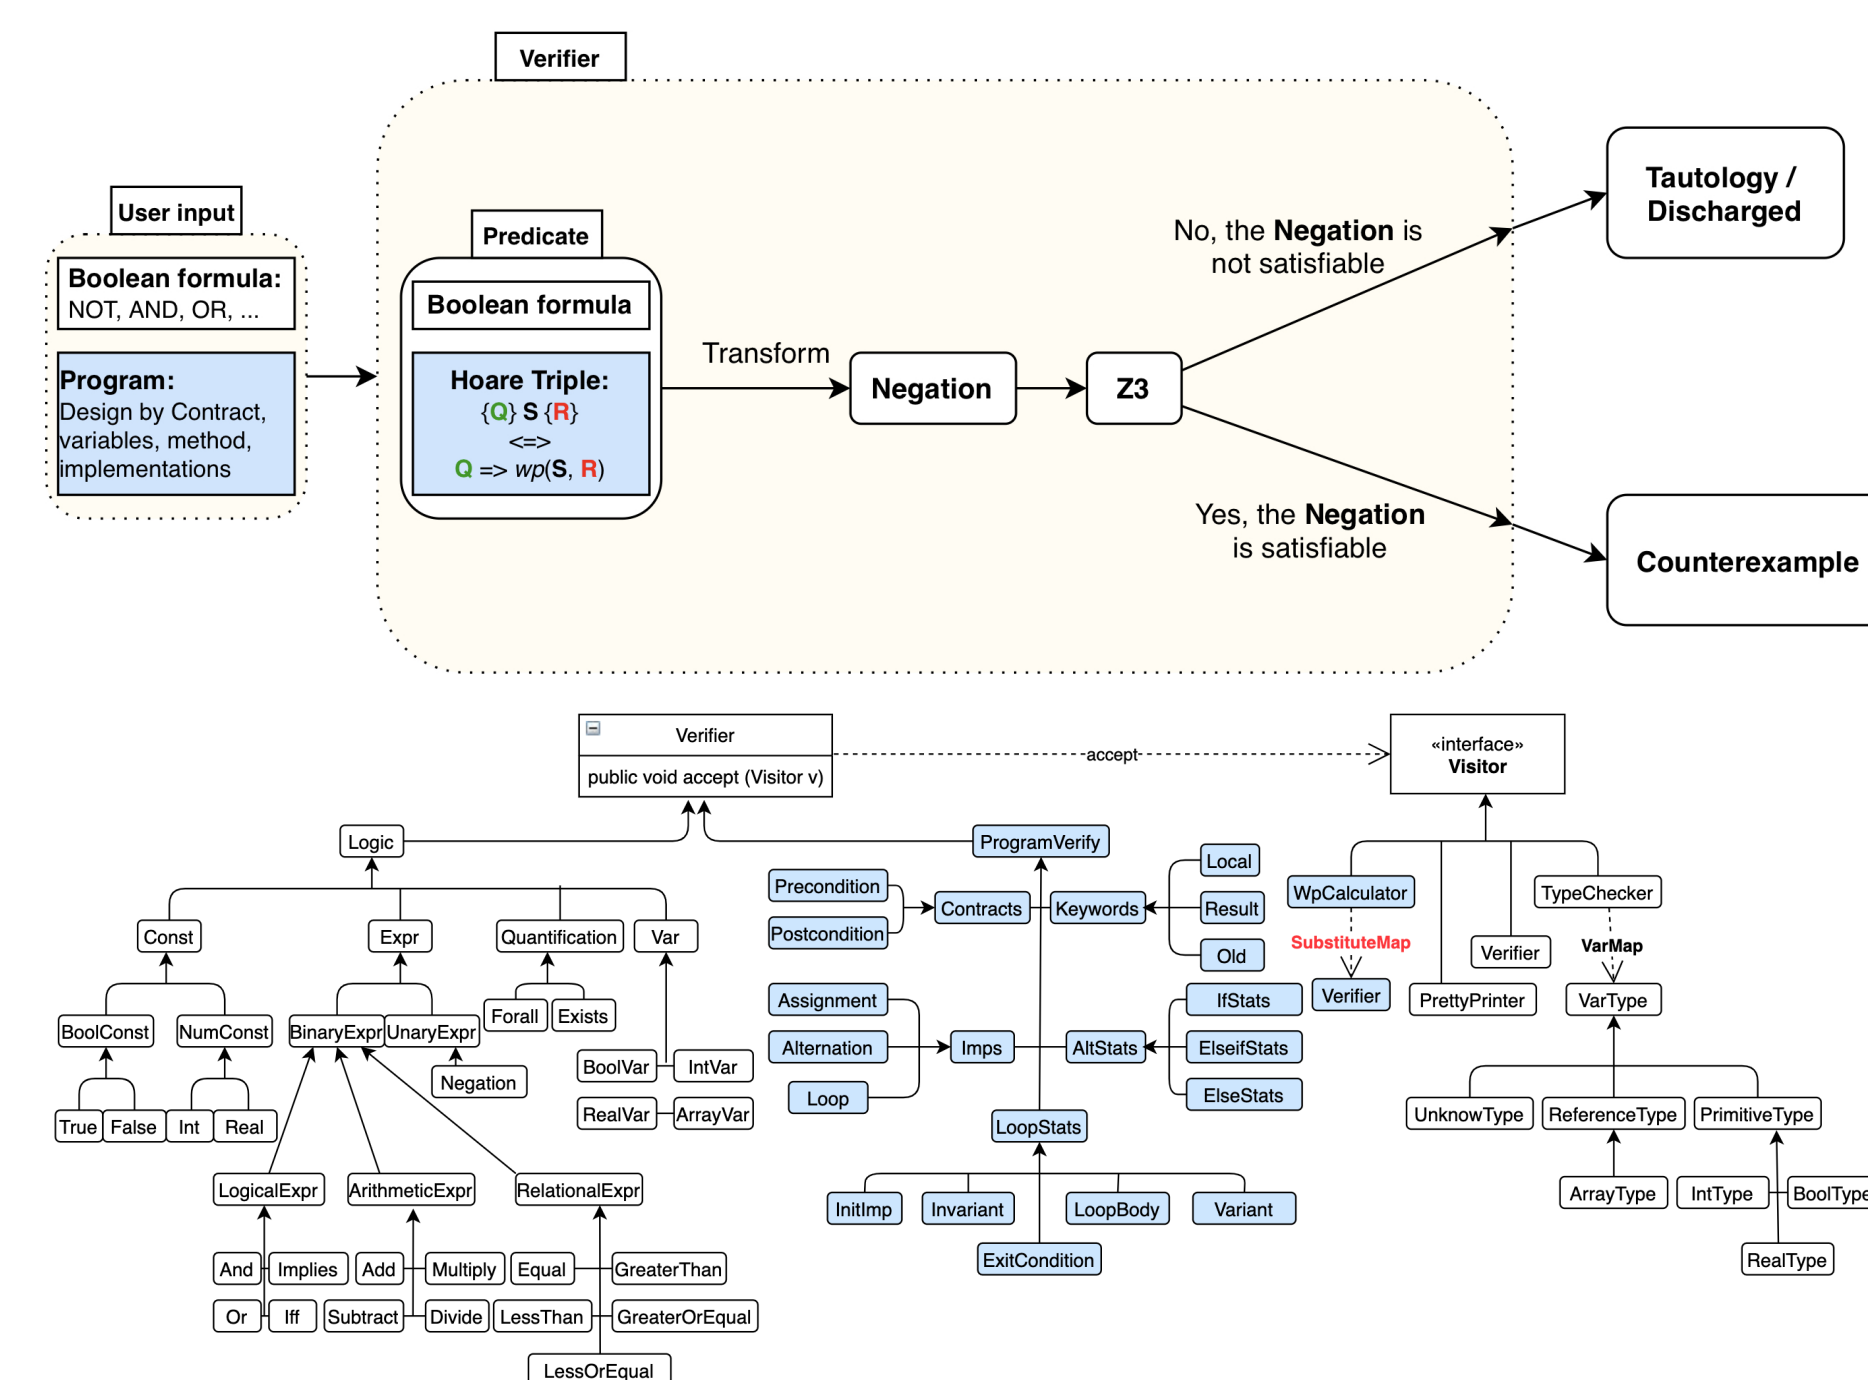 Verifier
User input
Boolean formula:
NOT, AND, OR, ...
Program:
Design by Contract,
variables, method,
implementations
Predicate
Boolean formula
Hoare Triple:
{Q} S {R}
<=>
Q => wp(S, R)
Transform
Negation
Z3
No, the Negation is
not satisfiable
Yes, the Negation
is satisfiable
Tautology /
Discharged
Counterexample
Verifier
public void accept (Visitor v)
accept
«interface»
Visitor
Logic
ProgramVerify
Const
Expr
Quantification
Var
BoolConst
NumConst
BinaryExpr
UnaryExpr
Forall
Exists
Negation
BoolVar
IntVar
RealVar
ArrayVar
True
False
Int
Real
LogicalExpr
ArithmeticExpr
RelationalExpr
And
Implies
Or
Iff
Add
Multiply
Subtract
Divide
Equal
GreaterThan
LessThan
GreaterOrEqual
LessOrEqual
Precondition
Postcondition
Contracts
Keywords
Local
Result
Old
Assignment
Alternation
Loop
Imps
AltStats
IfStats
ElseifStats
ElseStats
LoopStats
InitImp
Invariant
LoopBody
Variant
ExitCondition
WpCalculator
SubstituteMap
Verifier
PrettyPrinter
Verifier
TypeChecker
VarMap
VarType
UnknowType
ReferenceType
PrimitiveType
ArrayType
IntType
BoolType
RealType